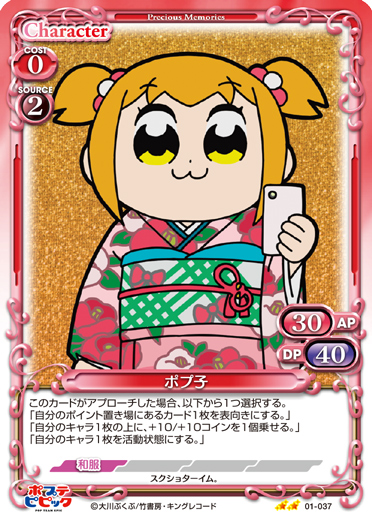 Precious Memories
Character
COST
0
SOURCE
2
30 AP
DP 40
ポプ子
このカードがアプローチした場合、以下から1つ選択する。
「自分のポイント置き場にあるカード1枚を表向きにする。」
「自分のキャラ1枚の上に、+10/+10コインを1個乗せる。」
「自分のキャラ1枚を活動状態にする。」
和服
スクショターイム。
ポプテピピック
POP TEAM EPIC
©大川ぶくぶ/竹書房・キングレコード
01-037